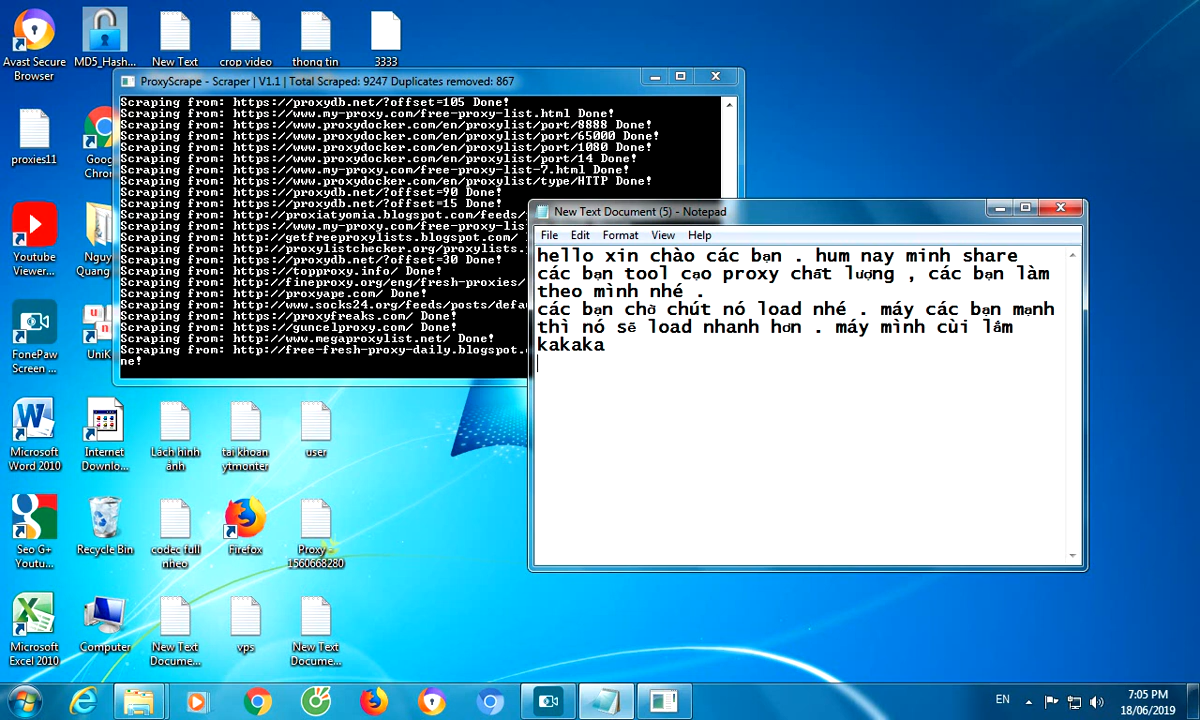 Avast Secure Browser
MD5_Hash...
New Text
crop video
thong tin
3333
ProxyScrape - Scraper | V1.1 | Total Scraped: 9247 Duplicates removed: 867
Scraping from: https://proxydb.net/?offset=105 Done!
Scraping from: https://www.my-proxy.com/free-proxy-list.html Done!
Scraping from: https://www.proxydocker.com/en/proxylist/port/8888 Done!
Scraping from: https://www.proxydocker.com/en/proxylist/port/65000 Done!
Scraping from: https://www.proxydocker.com/en/proxylist/port/1080 Done!
Scraping from: https://www.proxydocker.com/en/proxylist/port/14 Done!
Scraping from: https://www.my-proxy.com/free-proxy-list-7.html Done!
Scraping from: https://www.proxydocker.com/en/proxylist/type/HTTP Done!
Scraping from: https://proxydb.net/?offset=90 Done!
Scraping from: https://proxydb.net/?offset=15 Done!
Scraping from: http://proxiatyomia.blogspot.com/feeds/
Scraping from: https://www.my-proxy.com/free-proxy-list
Scraping from: http://getfreeproxylists.blogspot.com/
Scraping from: http://proxylistchecker.org/proxylists.
Scraping from: https://proxydb.net/?offset=30 Done!
Scraping from: https://topproxy.info/ Done!
Scraping from: http://fineproxy.org/eng/fresh-proxies/
Scraping from: http://proxyape.com/ Done!
Scraping from: http://www.socks24.org/feeds/posts/defau
Scraping from: https://proxyfreaks.com/ Done!
Scraping from: https://guncelproxy.com/ Done!
Scraping from: http://www.megaproxylist.net/ Done!
Scraping from: http://free-fresh-proxy-daily.blogspot.
ne!
New Text Document (5) - Notepad
File Edit Format View Help
hello xin chào các bạn . hum nay minh share
các bạn tool cạo proxy chất lượng , các bạn làm
theo mình nhé .
các bạn chờ chút nó load nhé . máy các bạn mạnh
thì nó sẽ load nhanh hơn . máy mình cùi lắm
kakaka
proxies11
Goog
Chron
Youtube Viewer...
Nguy
Quang
FonePaw Screen ...
UniK
Microsoft Word 2010
Internet Downlo...
Lách hình ảnh
tai khoan ytmonter
user
Seo G+ Youtu...
Recycle Bin
codec full nheo
Firefox
Proxy - 1560668280
Microsoft Excel 2010
Computer
New Text Docume...
vps
New Text Docume...
EN
7:05 PM
18/06/2019